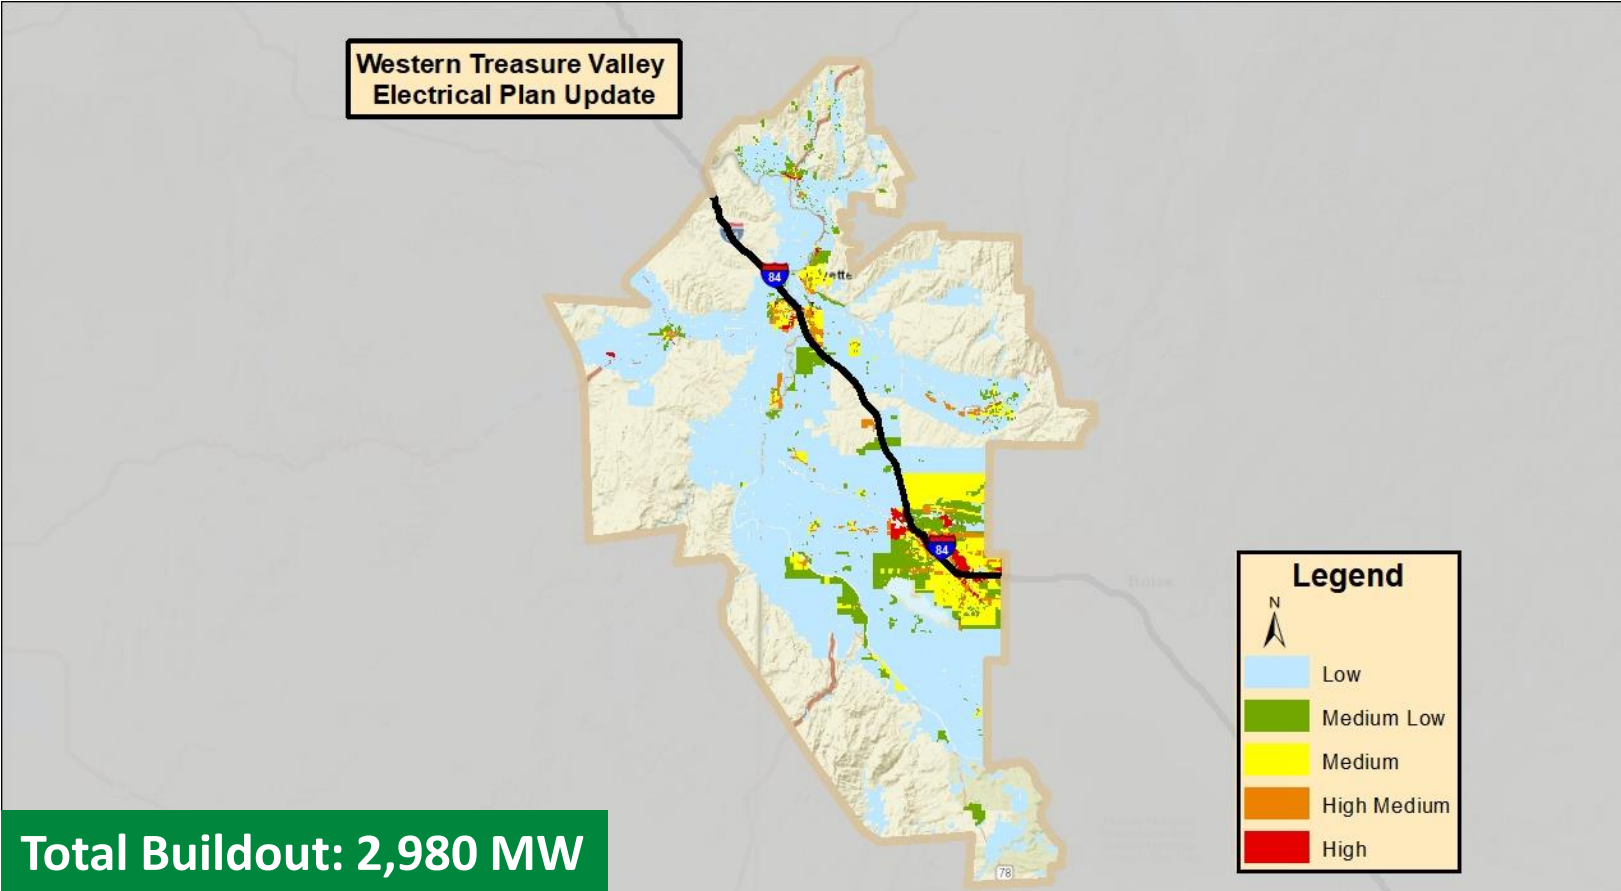 Western Treasure Valley
Electrical Plan Update
84
84
Boise
Legend
N
Low
Medium Low
Medium
High Medium
High
78
Total Buildout: 2,980 MW